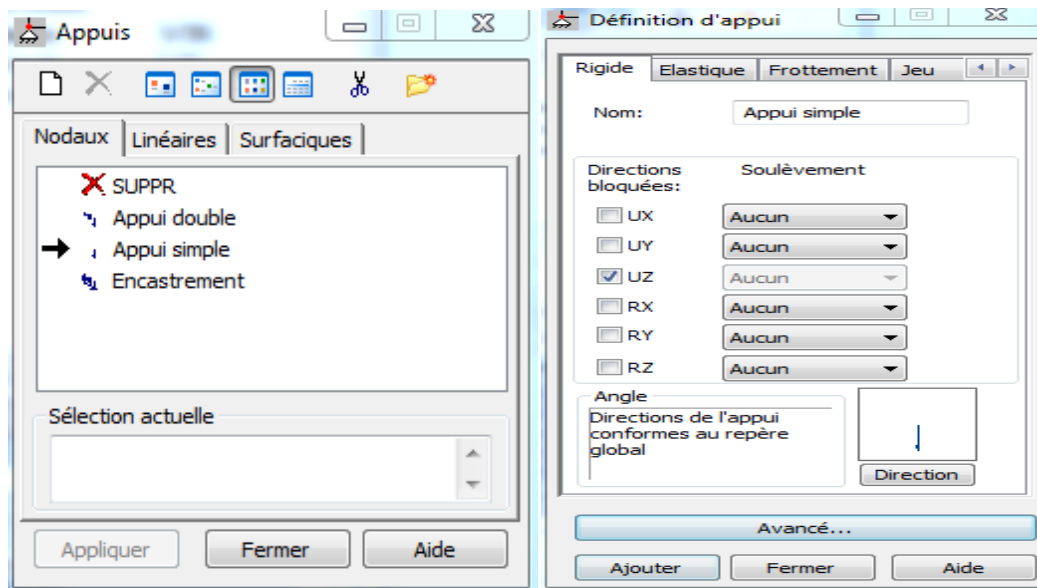 Appuis
Nodaux Linéaires Surfaciques
SUPPR
Appui double
Appui simple
Encastrement
Sélection actuelle
Appliquer Fermer Aide
Définition d'appui
Rigide Elastique Frottement Jeu
Nom: Appui simple
Directions bloquées: Soulèvement
UX Aucun
UY Aucun
UZ Aucun
RX Aucun
RY Aucun
RZ Aucun
Angle
Directions de l'appui
conformes au repère
global
Direction
Avancé...
Ajouter Fermer Aide